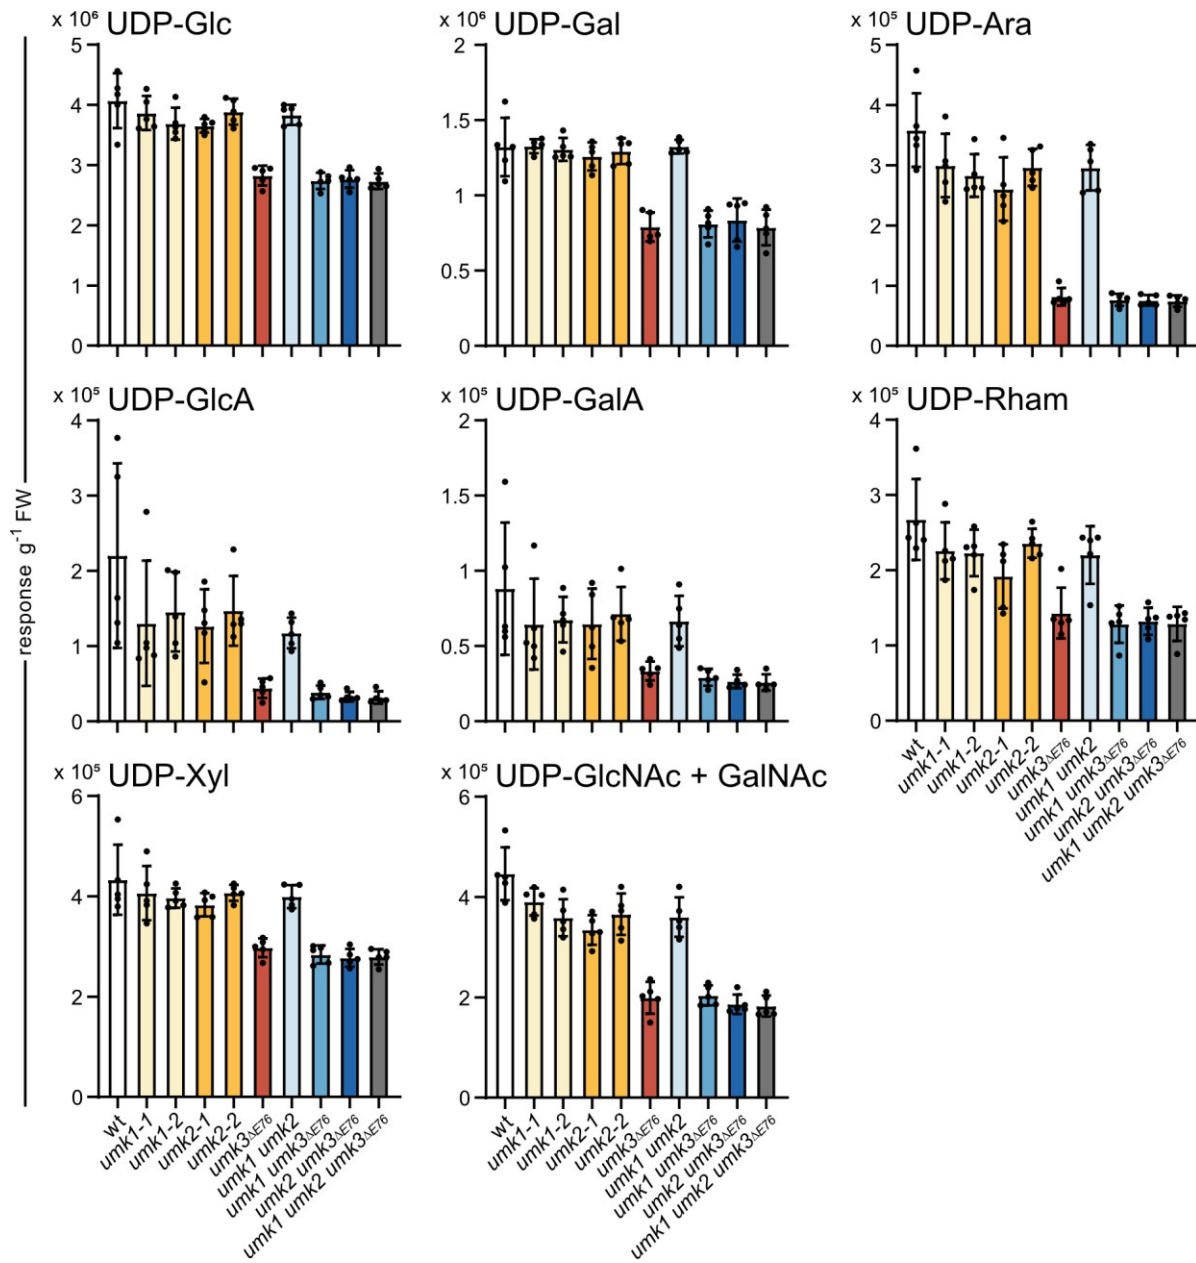 x 10⁶ UDP-Glc
5
4
3
2
1
0
x 10⁶ UDP-Gal
2
1.5
1
0.5
0
x 10⁵ UDP-Ara
5
4
3
2
1
0
response g⁻¹ FW
x 10⁵ UDP-GlcA
4
3
2
1
0
x 10⁵ UDP-GalA
2
1.5
1
0.5
0
x 10⁵ UDP-Rham
4
3
2
1
0
wt
umk1-1
umk1-2
umk2-1
umk2-2
umk3ΔE76
umk1 umk2
umk1 umk3ΔE76
umk2 umk3ΔE76
umk1 umk2 umk3ΔE76
x 10⁵ UDP-Xyl
6
4
2
0
wt
umk1-1
umk1-2
umk2-1
umk2-2
umk3ΔE76
umk1 umk2
umk1 umk3ΔE76
umk2 umk3ΔE76
umk1 umk2 umk3ΔE76
x 10⁵ UDP-GlcNAc + GalNAc
6
4
2
0
wt
umk1-1
umk1-2
umk2-1
umk2-2
umk3ΔE76
umk1 umk2
umk1 umk3ΔE76
umk2 umk3ΔE76
umk1 umk2 umk3ΔE76